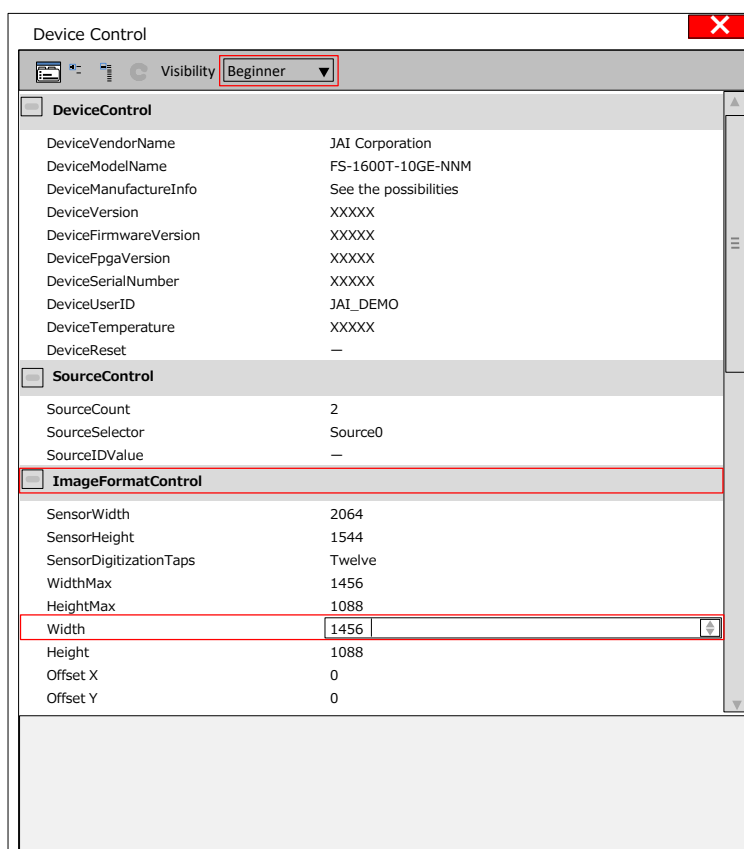 Device Control
Visibility Beginner
DeviceControl
DeviceVendorName JAI Corporation
DeviceModelName FS-1600T-10GE-NNM
DeviceManufactureInfo See the possibilities
DeviceVersion XXXXX
DeviceFirmwareVersion XXXXX
DeviceFpgaVersion XXXXX
DeviceSerialNumber XXXXX
DeviceUserID JAI_DEMO
DeviceTemperature XXXXX
DeviceReset —
SourceControl
SourceCount 2
SourceSelector Source0
SourceIDValue —
ImageFormatControl
SensorWidth 2064
SensorHeight 1544
SensorDigitizationTaps Twelve
WidthMax 1456
HeightMax 1088
Width 1456
Height 1088
Offset X 0
Offset Y 0